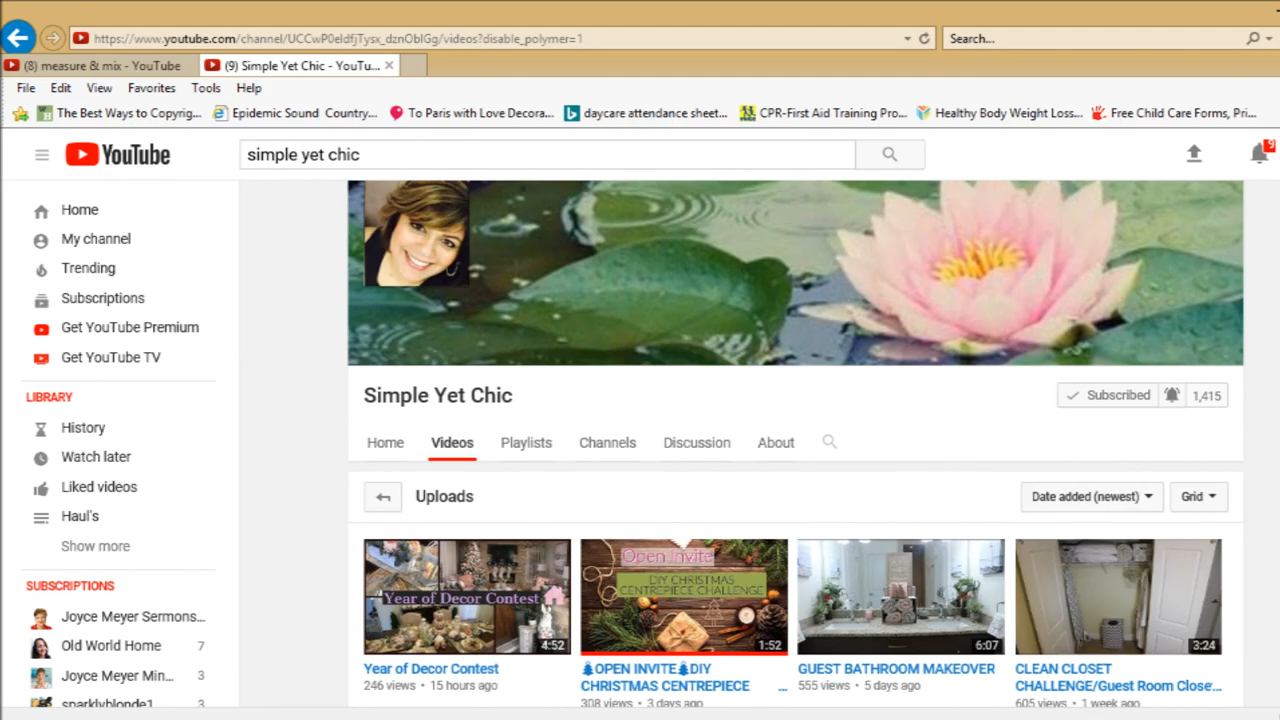 https://www.youtube.com/channel/UCCwP0eldfjTysx_dznOblGg/videos?disable_polymer=1
Search...
(8) measure & mix - YouTube
(9) Simple Yet Chic - YouTu...
File Edit View Favorites Tools Help
The Best Ways to Copyrig... Epidemic Sound Country... To Paris with Love Decora... daycare attendance sheet... CPR-First Aid Training Pro... Healthy Body Weight Loss... Free Child Care Forms, Pri...
YouTube
simple yet chic
9
Home
My channel
Trending
Subscriptions
Get YouTube Premium
Get YouTube TV
LIBRARY
History
Watch later
Liked videos
Haul's
Show more
SUBSCRIPTIONS
Joyce Meyer Sermons...
Old World Home 7
Joyce Meyer Min... 3
sparklyblonde1 3
Simple Yet Chic
Subscribed 1,415
Home Videos Playlists Channels Discussion About
Uploads
Date added (newest) Grid
Year of Decor Contest
4:52
Year of Decor Contest
246 views • 15 hours ago
Open Invite
DIY CHRISTMAS
CENTREPIECE CHALLENGE
1:52
🎄OPEN INVITE🎄DIY
CHRISTMAS CENTREPIECE ...
308 views • 3 days ago
6:07
GUEST BATHROOM MAKEOVER
555 views • 5 days ago
3:24
CLEAN CLOSET
CHALLENGE/Guest Room Close...
605 views • 1 week ago